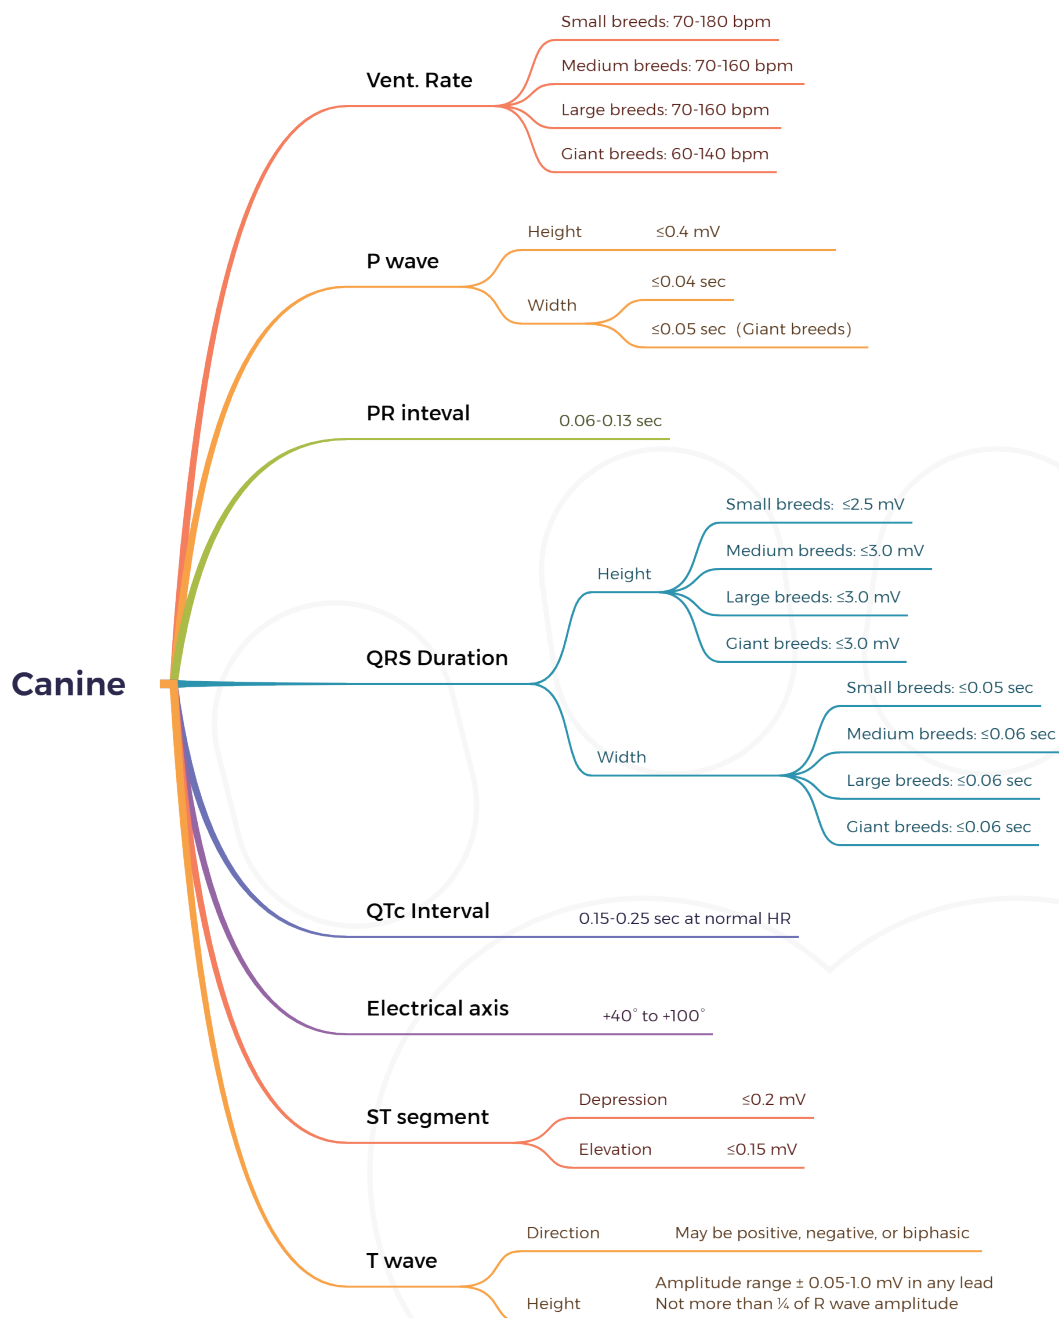 Canine
Vent. Rate
Small breeds: 70-180 bpm
Medium breeds: 70-160 bpm
Large breeds: 70-160 bpm
Giant breeds: 60-140 bpm
P wave
Height ≤0.4 mV
Width
≤0.04 sec
≤0.05 sec (Giant breeds)
PR inteval 0.06-0.13 sec
QRS Duration
Height
Small breeds: ≤2.5 mV
Medium breeds: ≤3.0 mV
Large breeds: ≤3.0 mV
Giant breeds: ≤3.0 mV
Width
Small breeds: ≤0.05 sec
Medium breeds: ≤0.06 sec
Large breeds: ≤0.06 sec
Giant breeds: ≤0.06 sec
QTc Interval 0.15-0.25 sec at normal HR
Electrical axis +40° to +100°
ST segment
Depression ≤0.2 mV
Elevation ≤0.15 mV
T wave
Direction May be positive, negative, or biphasic
Height Amplitude range ± 0.05-1.0 mV in any lead
Not more than ¼ of R wave amplitude